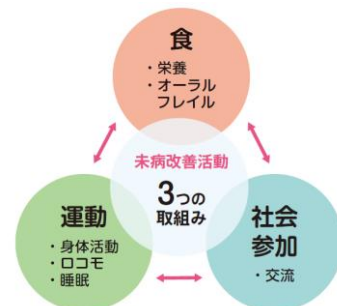 食
・栄養
・オーラル
フレイル
未病改善活動
3つの
取組み
運動
・身体活動
・ロコモ
・睡眠
社会
参加
・交流